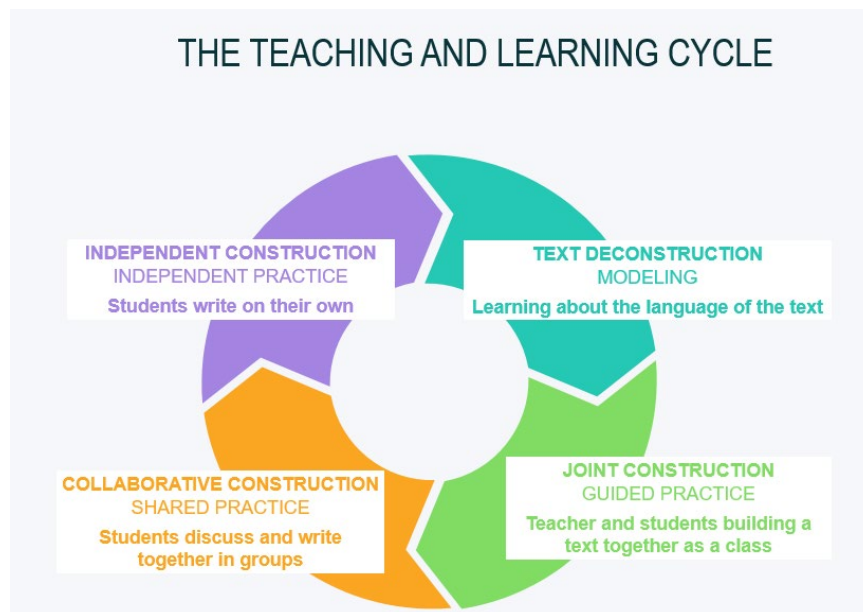 THE TEACHING AND LEARNING CYCLE
INDEPENDENT CONSTRUCTION
INDEPENDENT PRACTICE
Students write on their own
TEXT DECONSTRUCTION
MODELING
Learning about the language of the text
COLLABORATIVE CONSTRUCTION
SHARED PRACTICE
Students discuss and write
together in groups
JOINT CONSTRUCTION
GUIDED PRACTICE
Teacher and students building a
text together as a class